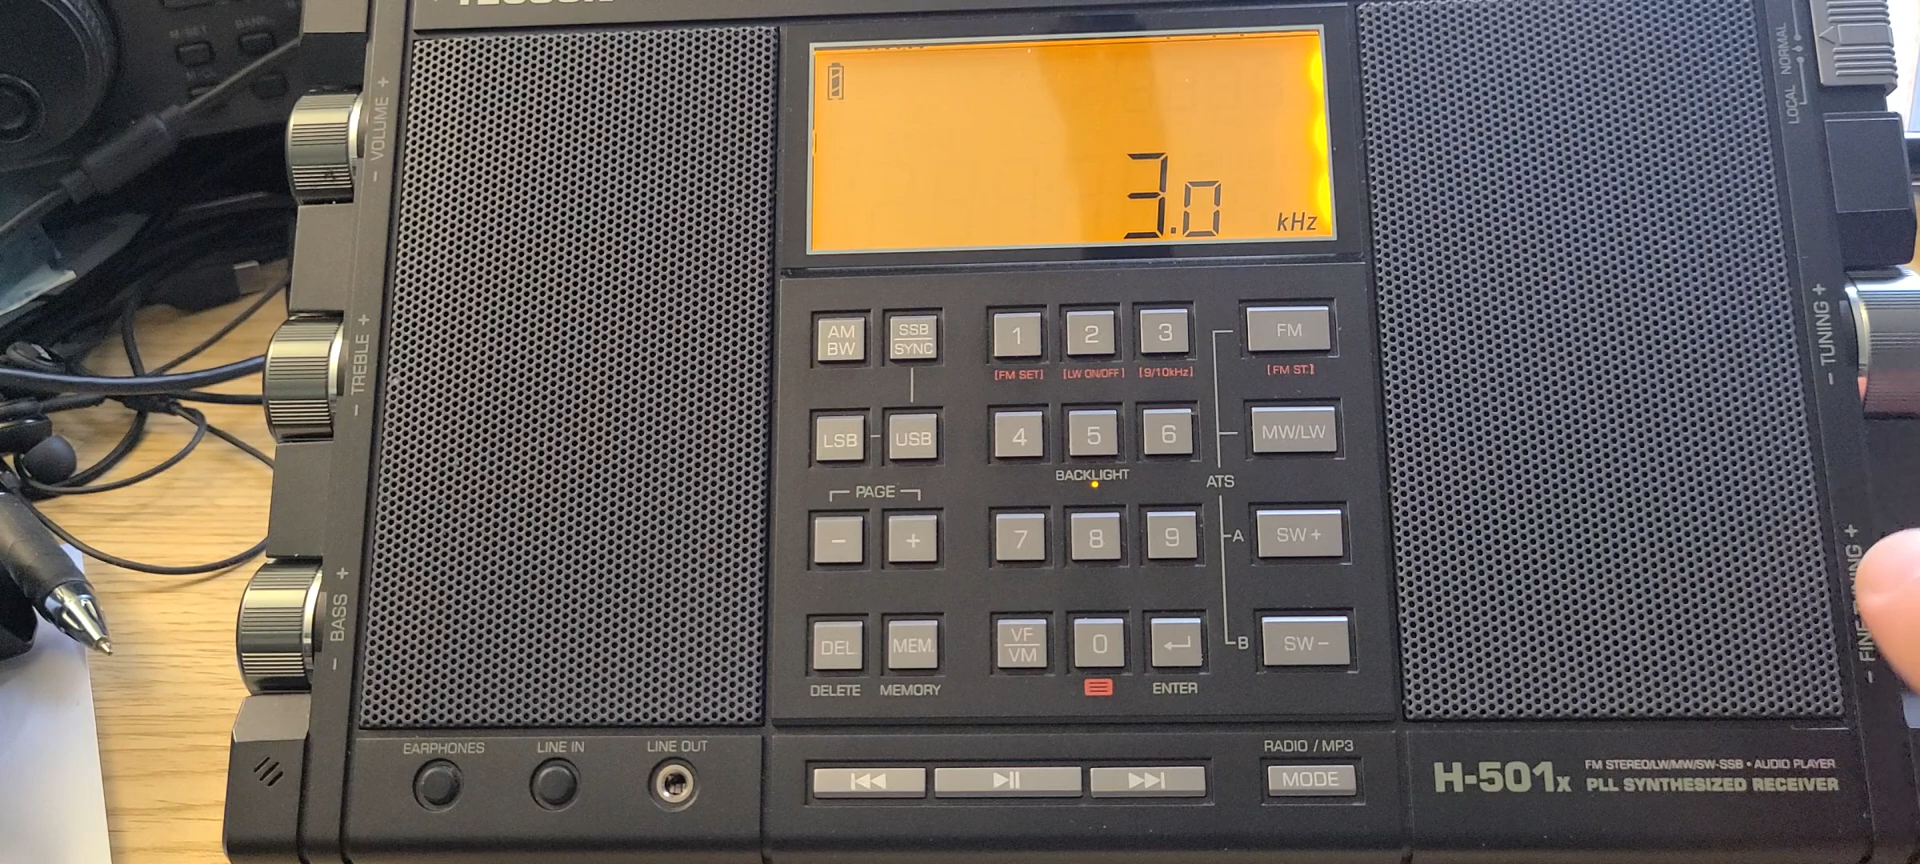 - VOLUME +
LOCAL NORMAL
3.0 kHz
- TREBLE +
- TUNING +
AM BW
SSB SYNC
1 2 3
FM
[FM SET] [LW ON/OFF] [9/10kHz]
[FM ST.]
LSB USB
4 5 6
MW/LW
BACKLIGHT
ATS
PAGE
- +
7 8 9
A
SW +
- BASS +
DEL MEM.
VF VM
0
B
SW -
DELETE MEMORY
ENTER
EARPHONES LINE IN LINE OUT
RADIO / MP3
MODE
H-501x
FM STEREO/LW/MW/SW-SSB • AUDIO PLAYER
PLL SYNTHESIZED RECEIVER